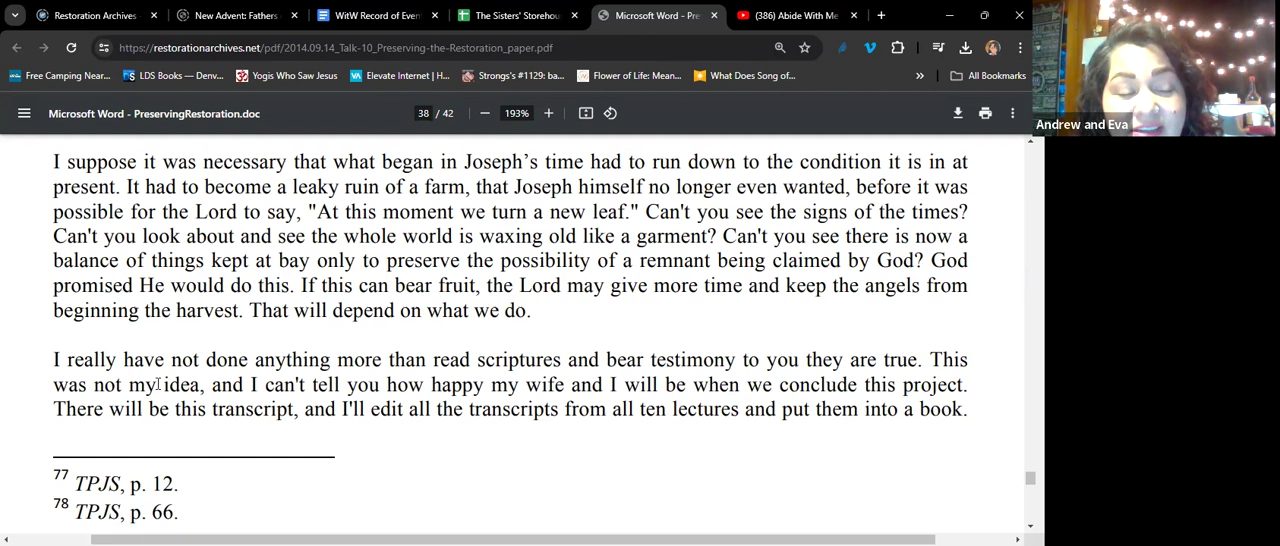 Restoration Archives -
New Advent: Fathers
WitW Record of Even
The Sisters' Storehou
Microsoft Word - Pre
(386) Abide With Me
https://restorationarchives.net/pdf/2014.09.14_Talk-10_Preserving-the-Restoration_paper.pdf
Free Camping Near...
LDS Books — Denv...
Yogis Who Saw Jesus
Elevate Internet | H...
Strong's #1129: ba...
Flower of Life: Mean...
What Does Song of...
»
All Bookmarks
Microsoft Word - PreservingRestoration.doc
38 / 42
193%
Andrew and Eva
I suppose it was necessary that what began in Joseph's time had to run down to the condition it is in at
present. It had to become a leaky ruin of a farm, that Joseph himself no longer even wanted, before it was
possible for the Lord to say, "At this moment we turn a new leaf." Can't you see the signs of the times?
Can't you look about and see the whole world is waxing old like a garment? Can't you see there is now a
balance of things kept at bay only to preserve the possibility of a remnant being claimed by God? God
promised He would do this. If this can bear fruit, the Lord may give more time and keep the angels from
beginning the harvest. That will depend on what we do.
I really have not done anything more than read scriptures and bear testimony to you they are true. This
was not my idea, and I can't tell you how happy my wife and I will be when we conclude this project.
There will be this transcript, and I'll edit all the transcripts from all ten lectures and put them into a book.
77 TPJS, p. 12.
78 TPJS, p. 66.